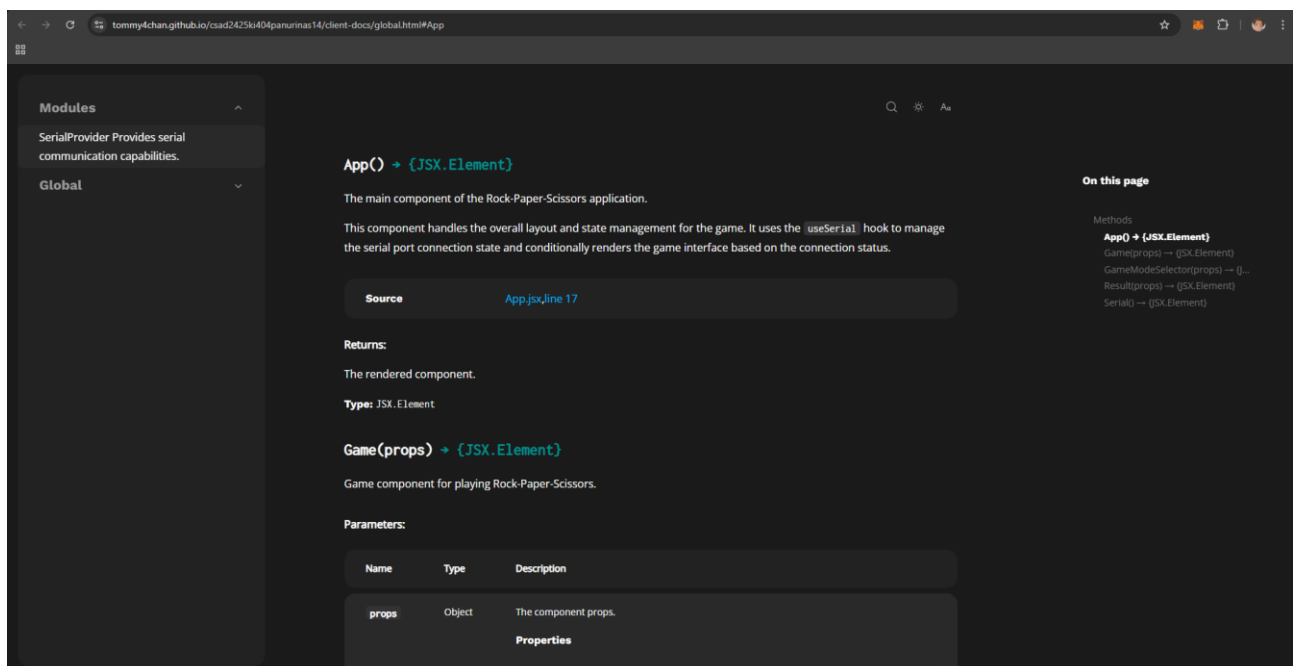 tommy4chan.github.io/csad2425ki404panurinas14/client-docs/global.html#App
Modules
SerialProvider Provides serial
communication capabilities.
Global
Aa
App() → {JSX.Element}
The main component of the Rock-Paper-Scissors application.
This component handles the overall layout and state management for the game. It uses the useSerial hook to manage
the serial port connection state and conditionally renders the game interface based on the connection status.
Source App.jsx,line 17
Returns:
The rendered component.
Type: JSX.Element
Game(props) → {JSX.Element}
Game component for playing Rock-Paper-Scissors.
Parameters:
Name Type Description
props Object The component props.
Properties
On this page
Methods
App() → {JSX.Element}
Game(props) → {JSX.Element}
GameModeSelector(props) → {J...
Result(props) → {JSX.Element}
Serial() → {JSX.Element}